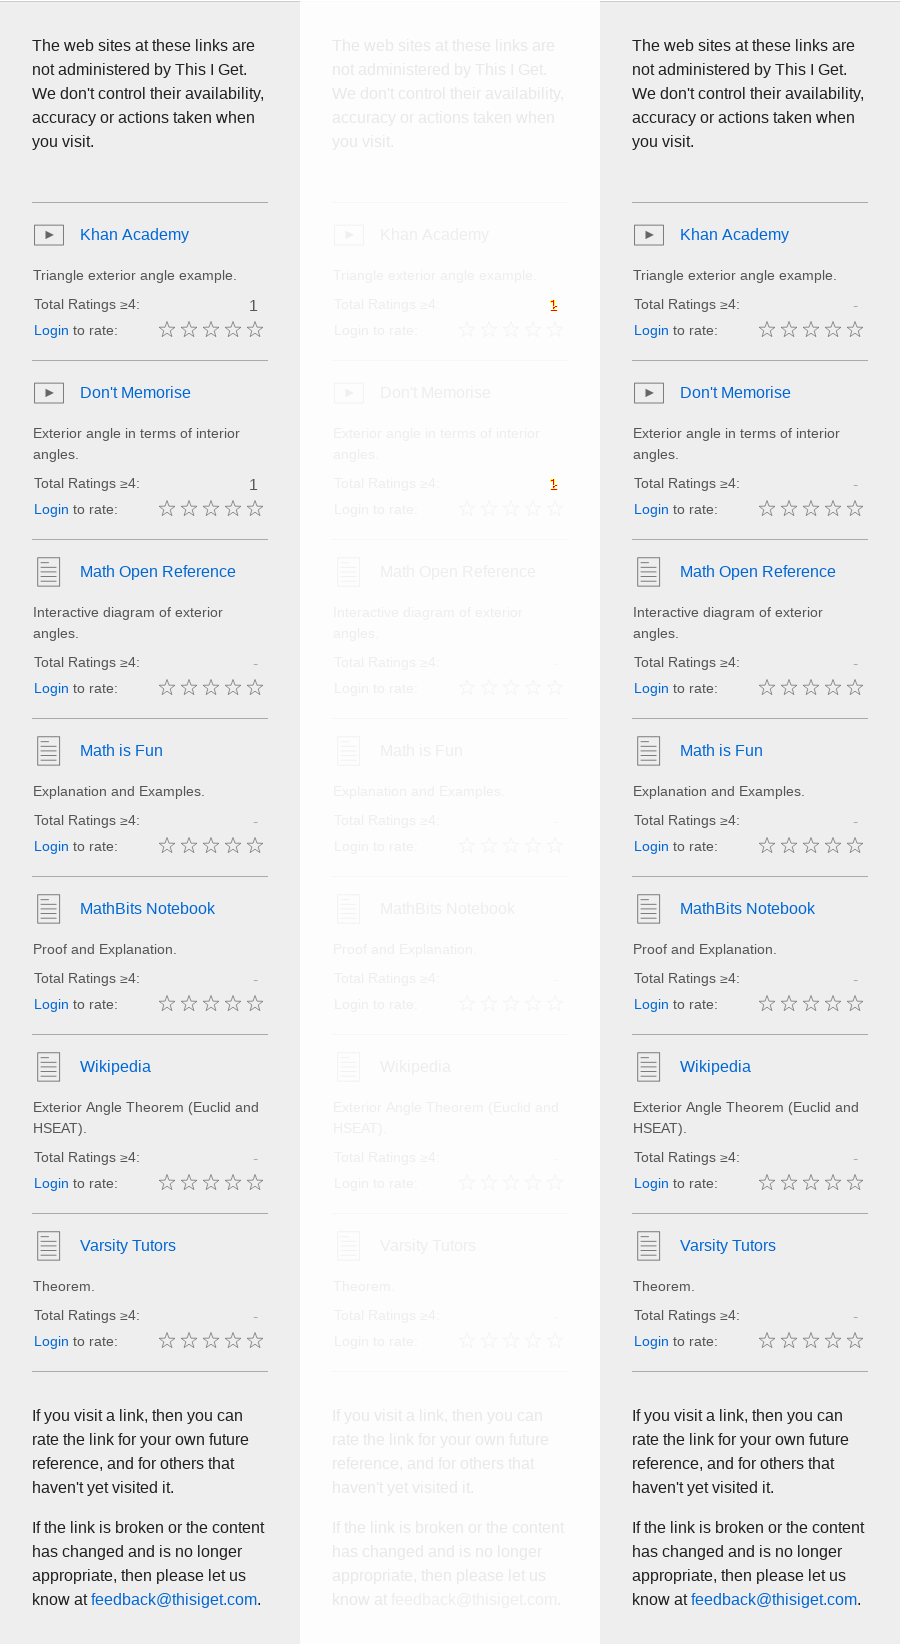 The web sites at these links are
not administered by This I Get.
We don't control their availability,
accuracy or actions taken when
you visit.
Khan Academy
Triangle exterior angle example.
Total Ratings ≥4: 1
Login to rate:
Don't Memorise
Exterior angle in terms of interior
angles.
Total Ratings ≥4: 1
Login to rate:
Math Open Reference
Interactive diagram of exterior
angles.
Total Ratings ≥4: -
Login to rate:
Math is Fun
Explanation and Examples.
Total Ratings ≥4: -
Login to rate:
MathBits Notebook
Proof and Explanation.
Total Ratings ≥4: -
Login to rate:
Wikipedia
Exterior Angle Theorem (Euclid and
HSEAT).
Total Ratings ≥4: -
Login to rate:
Varsity Tutors
Theorem.
Total Ratings ≥4: -
Login to rate:
If you visit a link, then you can
rate the link for your own future
reference, and for others that
haven't yet visited it.
If the link is broken or the content
has changed and is no longer
appropriate, then please let us
know at feedback@thisiget.com.
The web sites at these links are
not administered by This I Get.
We don't control their availability,
accuracy or actions taken when
you visit.
Khan Academy
Triangle exterior angle example.
Total Ratings ≥4: 1
Login to rate:
Don't Memorise
Exterior angle in terms of interior
angles.
Total Ratings ≥4: 1
Login to rate:
Math Open Reference
Interactive diagram of exterior
angles.
Total Ratings ≥4: -
Login to rate:
Math is Fun
Explanation and Examples.
Total Ratings ≥4: -
Login to rate:
MathBits Notebook
Proof and Explanation.
Total Ratings ≥4: -
Login to rate:
Wikipedia
Exterior Angle Theorem (Euclid and
HSEAT).
Total Ratings ≥4: -
Login to rate:
Varsity Tutors
Theorem.
Total Ratings ≥4: -
Login to rate:
If you visit a link, then you can
rate the link for your own future
reference, and for others that
haven't yet visited it.
If the link is broken or the content
has changed and is no longer
appropriate, then please let us
know at feedback@thisiget.com.
The web sites at these links are
not administered by This I Get.
We don't control their availability,
accuracy or actions taken when
you visit.
Khan Academy
Triangle exterior angle example.
Total Ratings ≥4: -
Login to rate:
Don't Memorise
Exterior angle in terms of interior
angles.
Total Ratings ≥4: -
Login to rate:
Math Open Reference
Interactive diagram of exterior
angles.
Total Ratings ≥4: -
Login to rate:
Math is Fun
Explanation and Examples.
Total Ratings ≥4: -
Login to rate:
MathBits Notebook
Proof and Explanation.
Total Ratings ≥4: -
Login to rate:
Wikipedia
Exterior Angle Theorem (Euclid and
HSEAT).
Total Ratings ≥4: -
Login to rate:
Varsity Tutors
Theorem.
Total Ratings ≥4: -
Login to rate:
If you visit a link, then you can
rate the link for your own future
reference, and for others that
haven't yet visited it.
If the link is broken or the content
has changed and is no longer
appropriate, then please let us
know at feedback@thisiget.com.